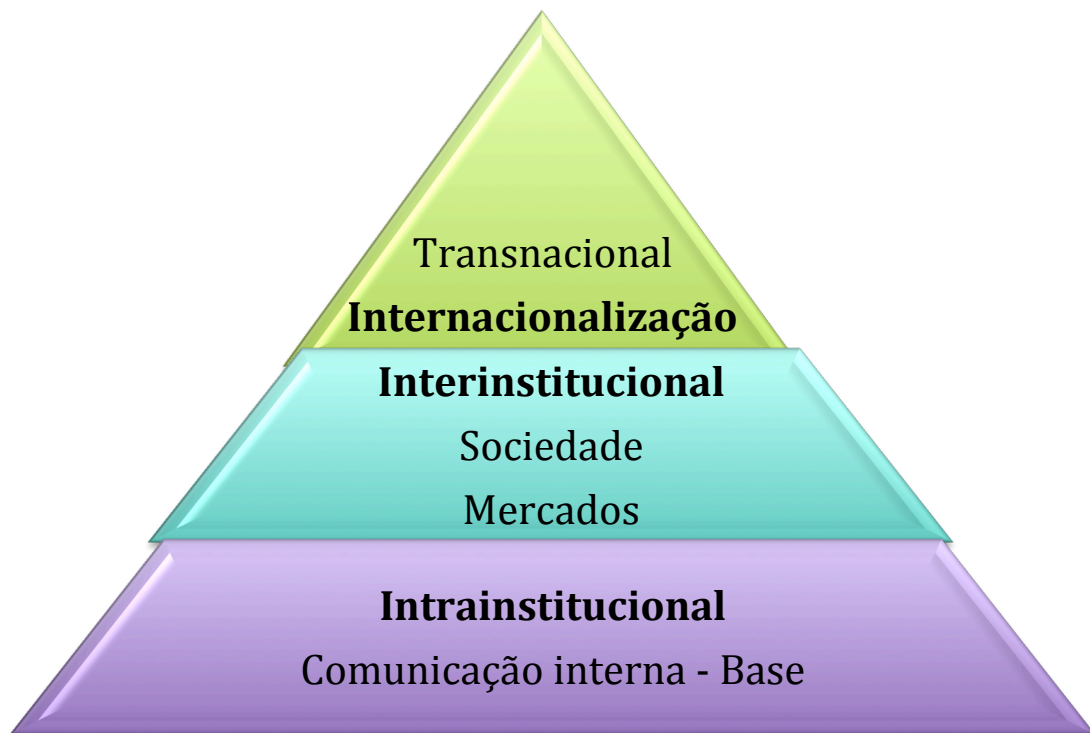 Transnacional
Internacionalização
Interinstitucional
Sociedade
Mercados
Intrainstitucional
Comunicação interna - Base